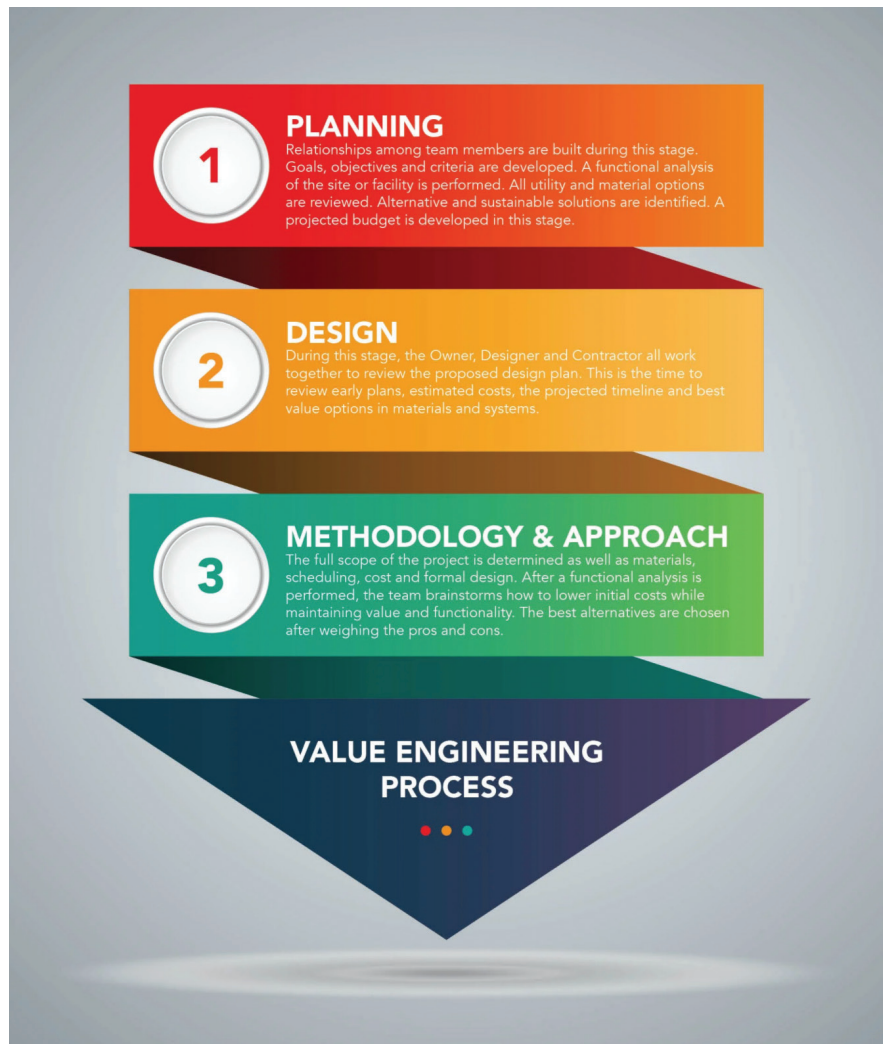 1
PLANNING
Relationships among team members are built during this stage.
Goals, objectives and criteria are developed. A functional analysis
of the site or facility is performed. All utility and material options
are reviewed. Alternative and sustainable solutions are identified. A
projected budget is developed in this stage.
2
DESIGN
During this stage, the Owner, Designer and Contractor all work
together to review the proposed design plan. This is the time to
review early plans, estimated costs, the projected timeline and best
value options in materials and systems.
3
METHODOLOGY & APPROACH
The full scope of the project is determined as well as materials,
scheduling, cost and formal design. After a functional analysis is
performed, the team brainstorms how to lower initial costs while
maintaining value and functionality. The best alternatives are chosen
after weighing the pros and cons.
VALUE ENGINEERING
PROCESS